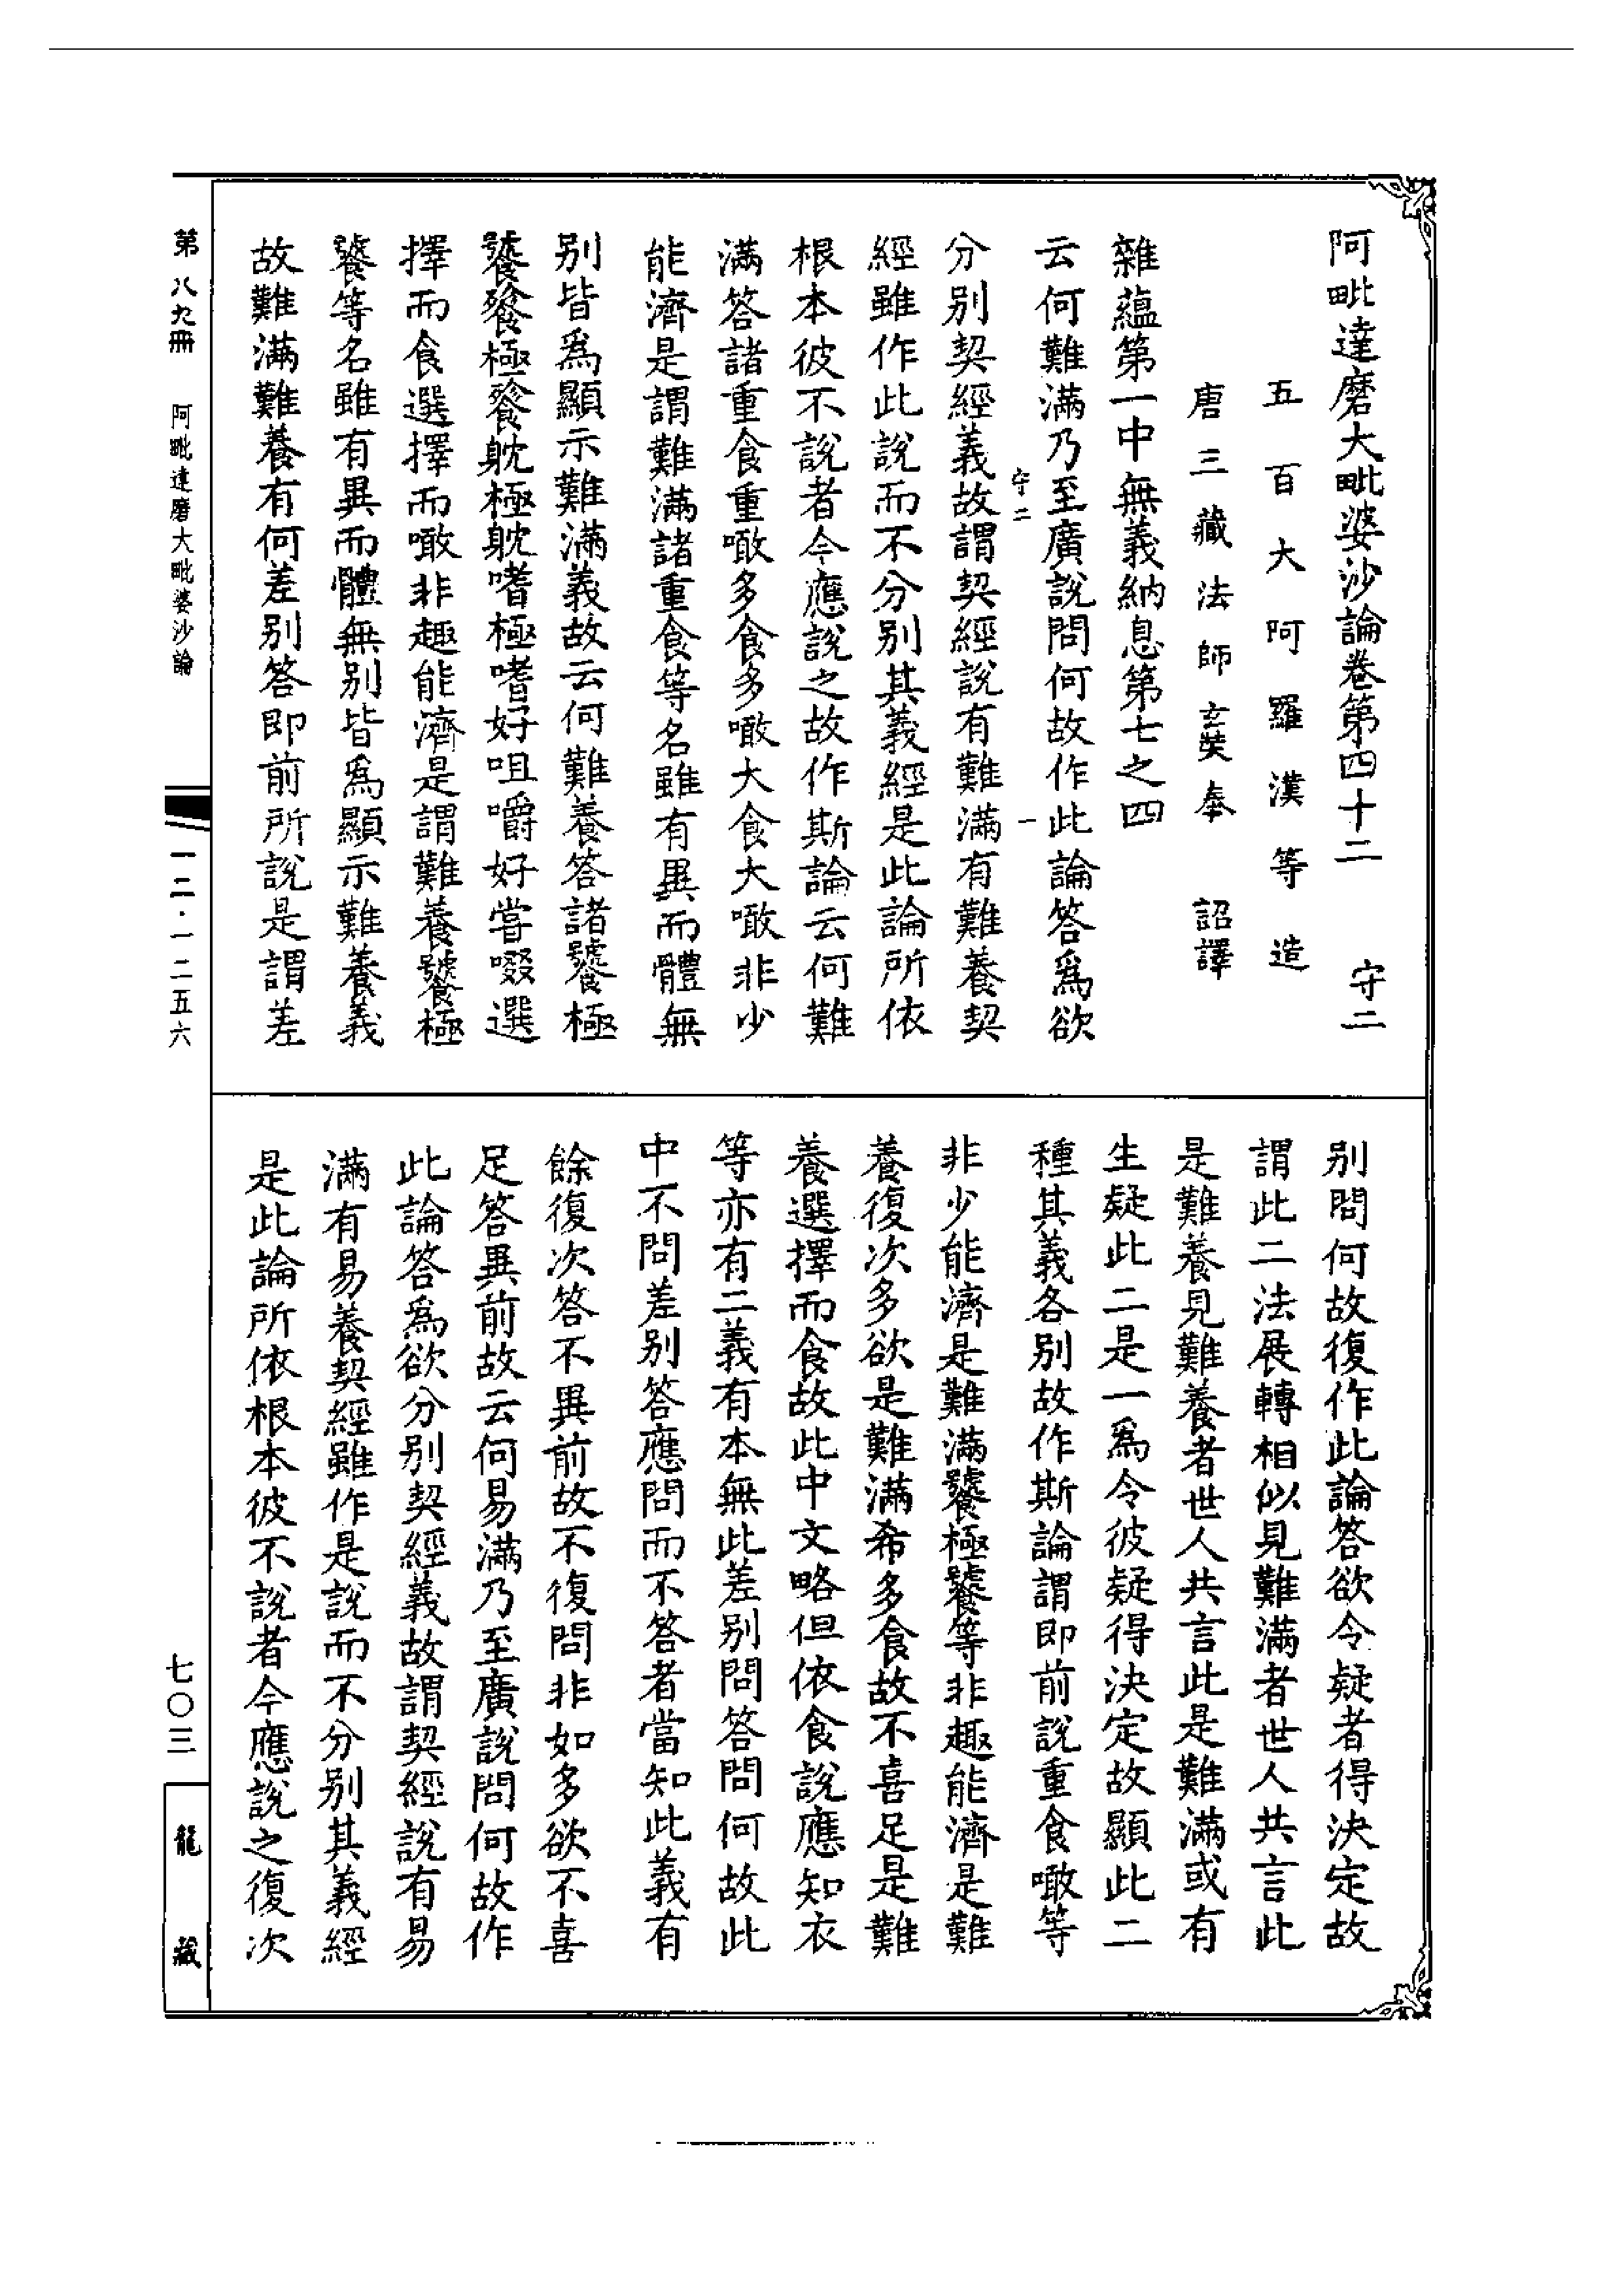 阿毗達磨大毗婆沙論卷第四十二 守二
五百大阿羅漢等造
唐三藏法師玄奘奉 詔譯
雜蘊第一中無義納息第七之四
云何難滿乃至廣說問何故作此論答爲欲
守二 一
分别契經義故謂契經說有難滿有難養契
經雖作此說而不分别其義經是此論所依
根本彼不說者今應說之故作斯論云何難
滿答諸重食重噉多食多噉大食大噉非少
能濟是謂難滿諸重食等名雖有異而體無
别皆爲顯示難滿義故云何難養答諸饕極
饕餮極餮躭極躭嗜極嗜好咀嚼好嘗啜選
擇而食選擇而噉非趣能濟是謂難養饕極
饕等名雖有異而體無别皆爲顯示難養義
故難滿難養有何差别答即前所說是謂差
别問何故復作此論答欲令疑者得決定故
謂此二法展轉相似見難滿者世人共言此
是難養見難養者世人共言此是難滿或有
生疑此二是一爲令彼疑得決定故顯此二
種其義各别故作斯論謂即前說重食噉等
非少能濟是難滿饕極饕等非趣能濟是難
養復次多欲是難滿希多食故不喜足是難
養選擇而食故此中文略但依食說應知衣
等亦有二義有本無此差别問答問何故此
中不問差别答應問而不答者當知此義有
餘復次答不異前故不復問非如多欲不喜
足答異前故云何易滿乃至廣說問何故作
此論答爲欲分别契經義故謂契經說有易
滿有易養契經雖作是說而不分别其義經
是此論所依根本彼不說者今應說之復次
第八九冊 阿毗達磨大毗婆沙論
一二·一二五六
七〇三
龍藏